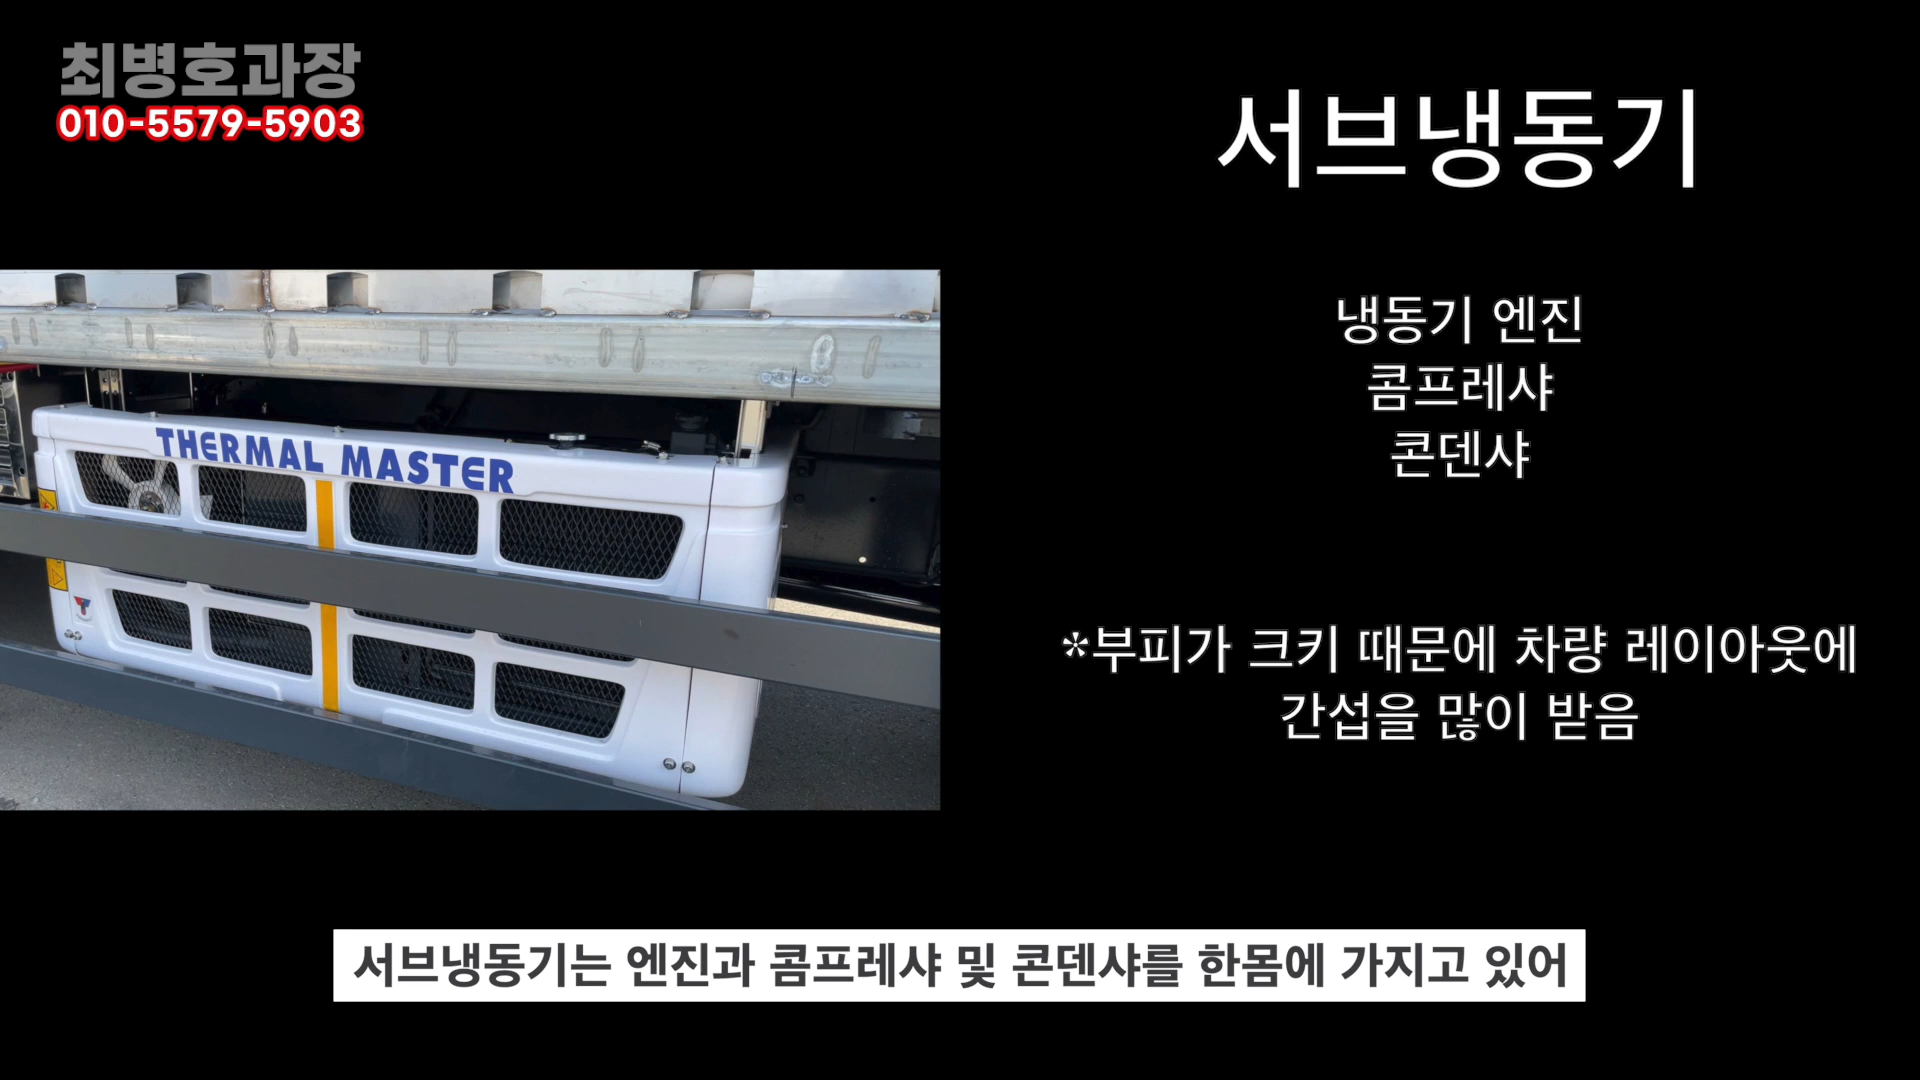 최병호과장
010-5579-5903
서브냉동기
냉동기 엔진
콤프레샤
콘덴샤
THERMAL MASTER
*부피가 크키 때문에 차량 레이아웃에
간섭을 많이 받음
서브냉동기는 엔진과 콤프레샤 및 콘덴샤를 한몸에 가지고 있어